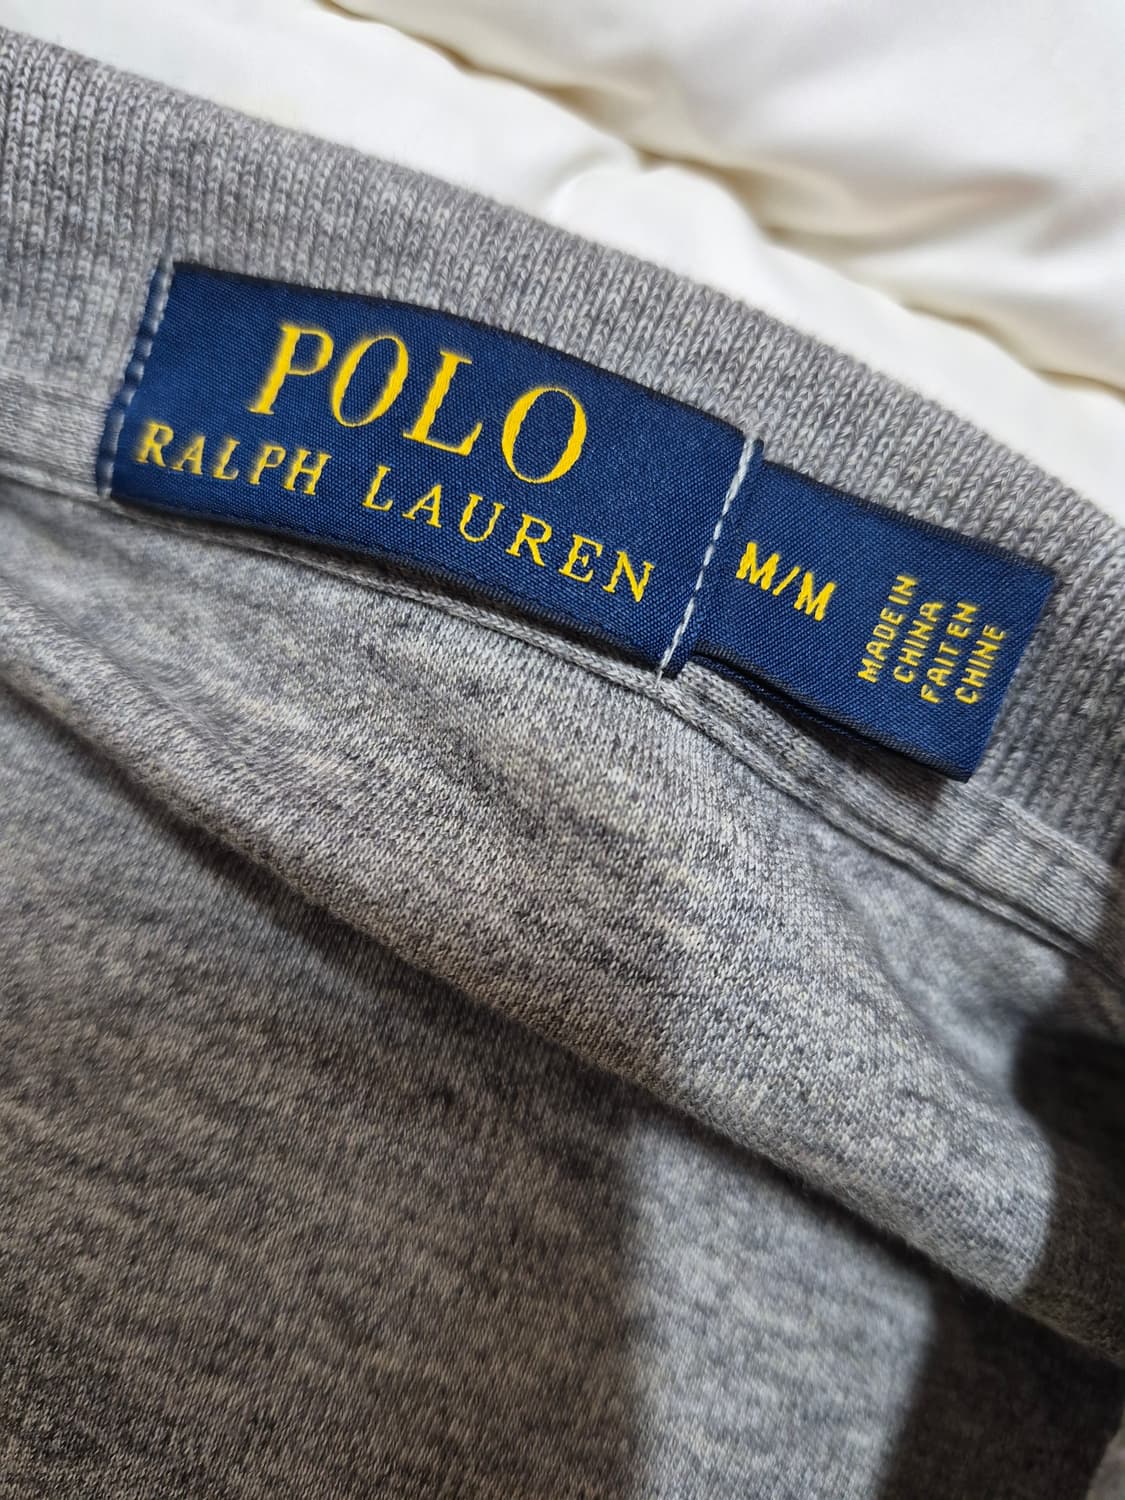 POLO
RALPH LAUREN
M/M
MADE IN
CHINA
FAIT EN
CHINE